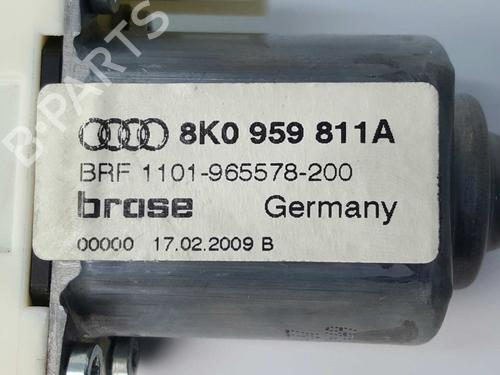 B-PARTS
8K0 959 811A
BRF 1101-965578-200
brose Germany
00000 17.02.2009 B